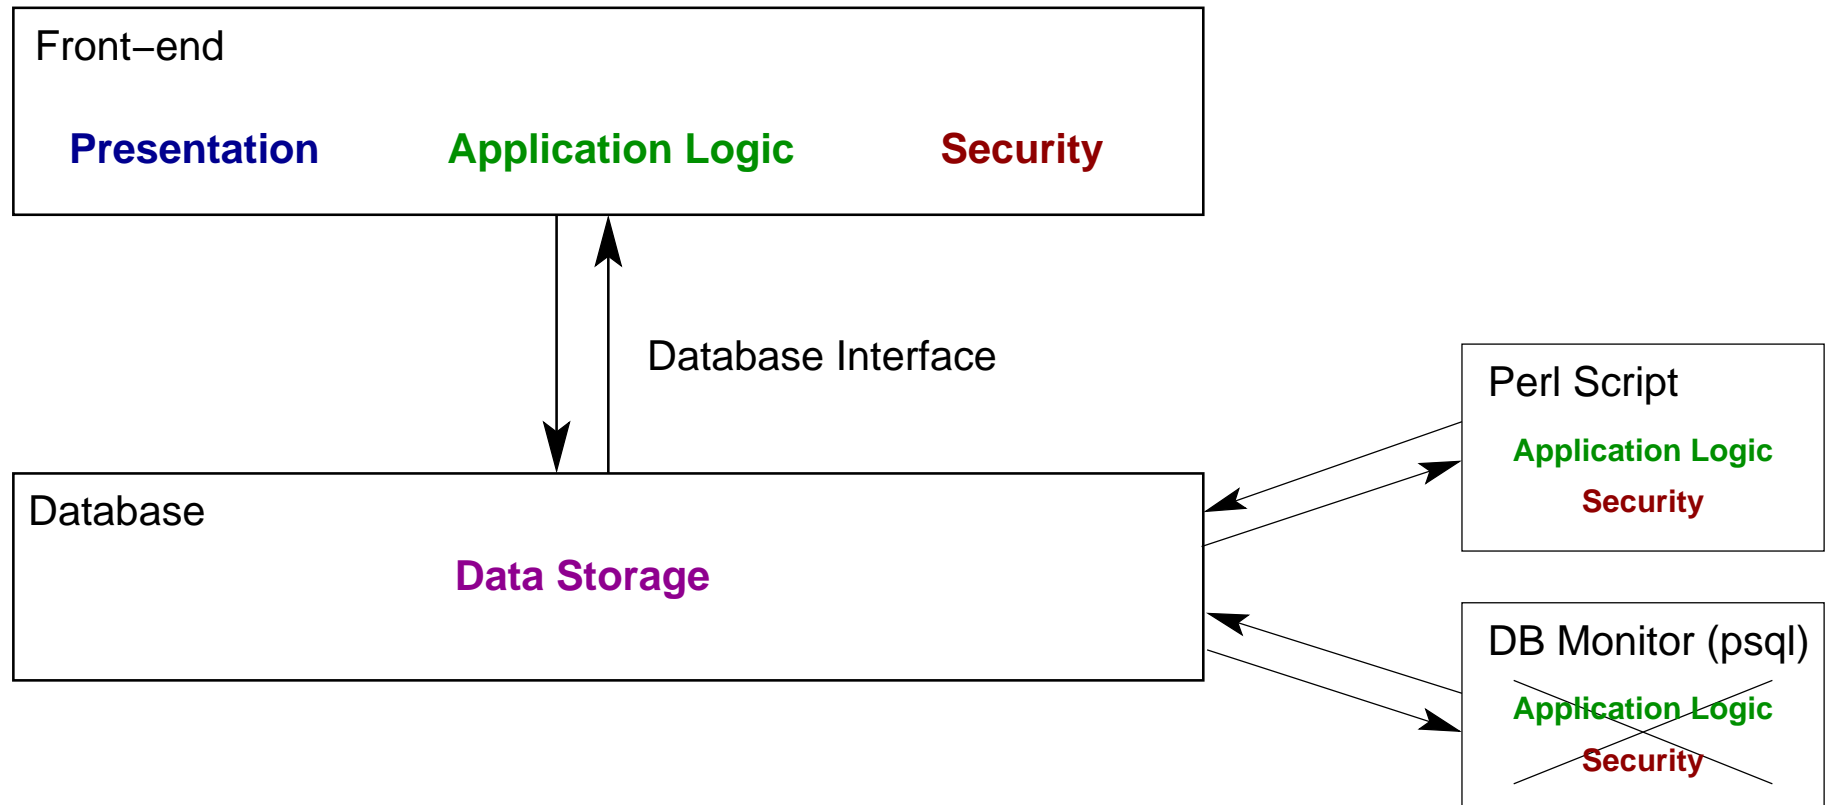 Front–end
Presentation Application Logic Security
Database Interface
Perl Script
Application Logic
Security
Database
Data Storage
DB Monitor (psql)
Application Logic
Security